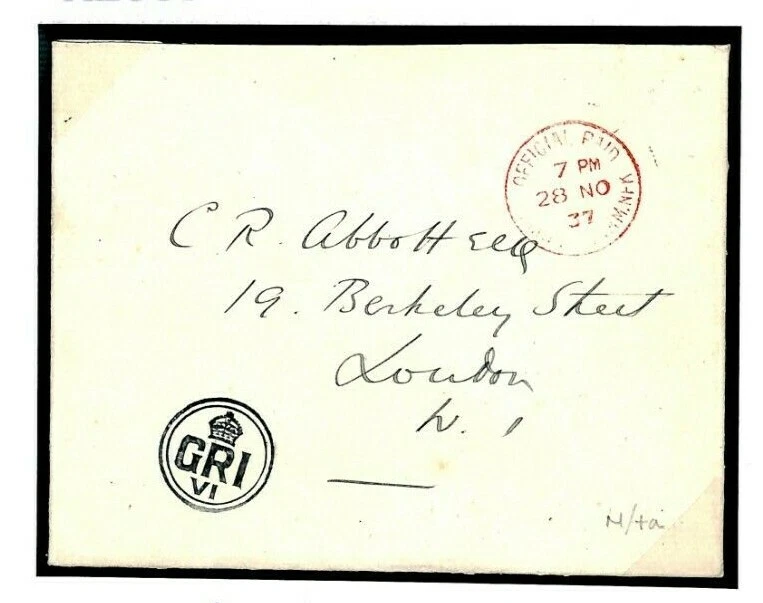 OFFICIAL PAID
7 PM
28 NO
37
C R. Abbott Esq
19. Berkeley Street
London
W. 1
GRI
VI